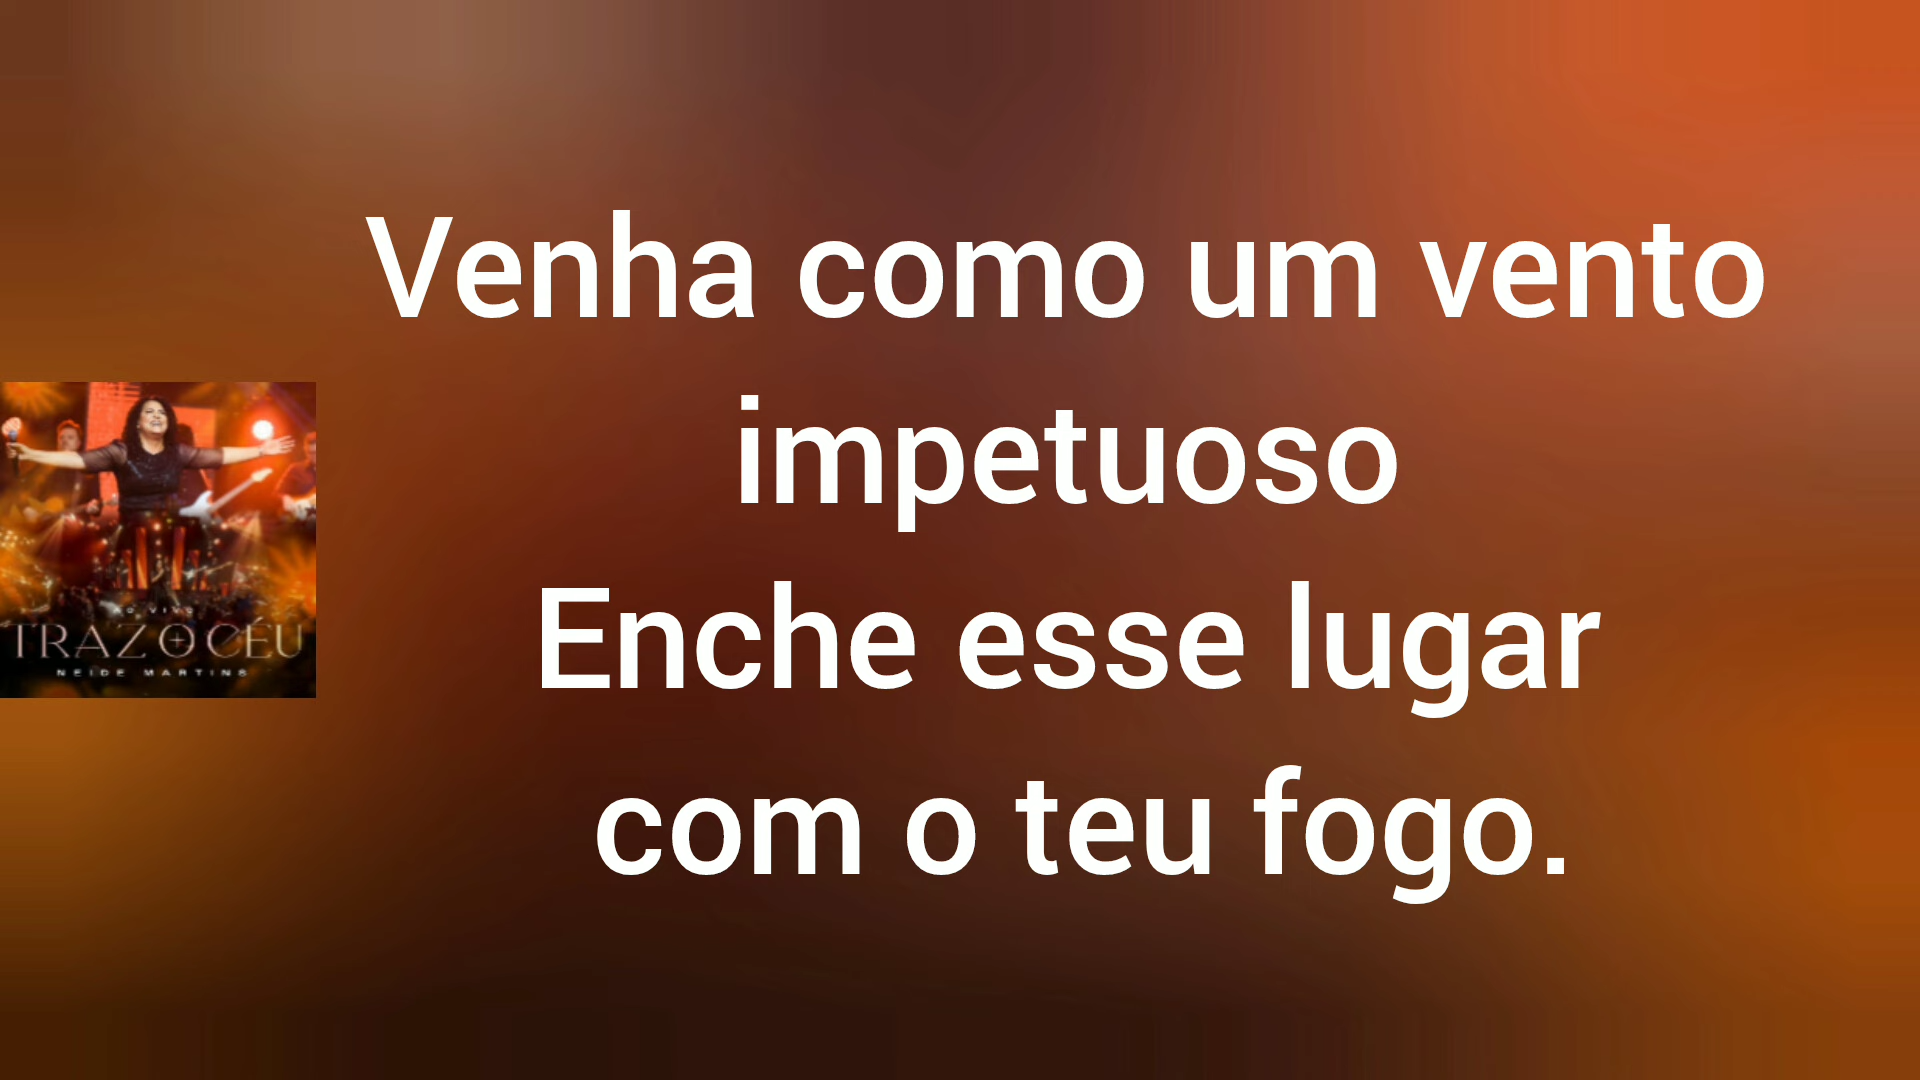 Venha como um vento
impetuoso
Enche esse lugar
com o teu fogo.
AO VIVO
TRAZ O CÉU
NEIDE MARTINS